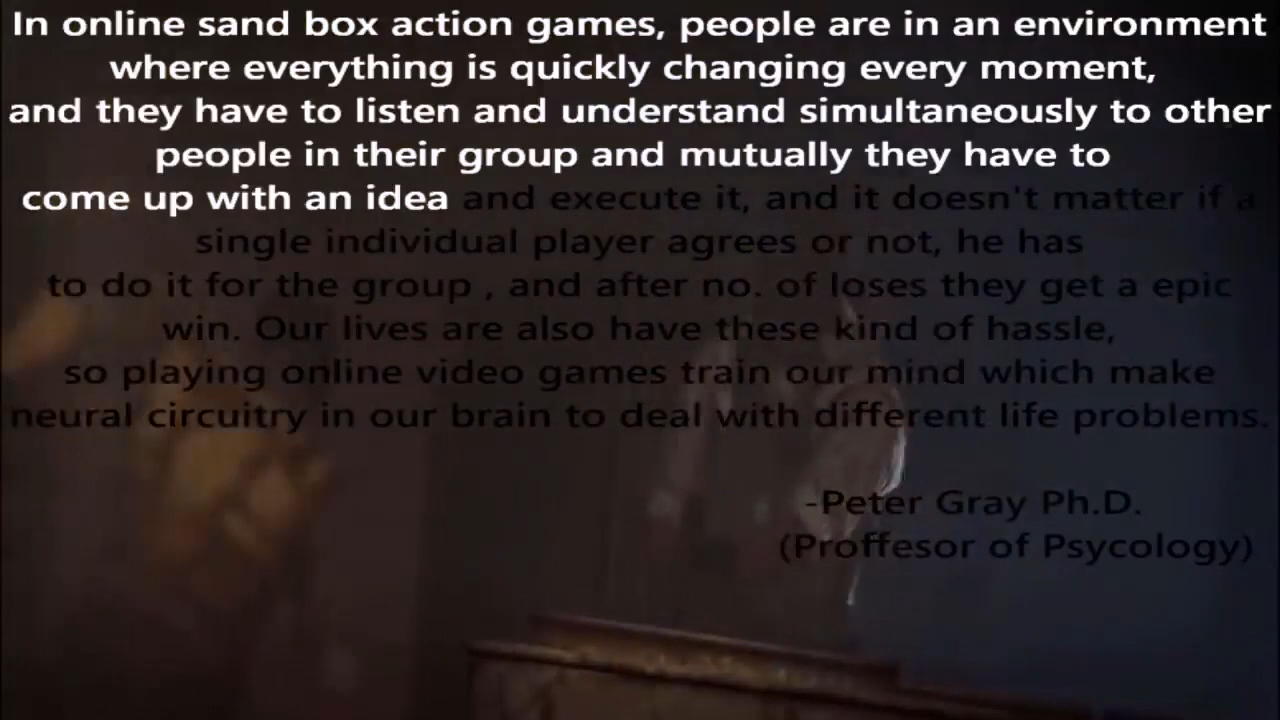 In online sand box action games, people are in an environment
where everything is quickly changing every moment,
and they have to listen and understand simultaneously to other
people in their group and mutually they have to
come up with an idea and execute it, and it doesn't matter if a
single individual player agrees or not, he has
to do it for the group , and after no. of loses they get a epic
win. Our lives are also have these kind of hassle,
so playing online video games train our mind which make
neural circuitry in our brain to deal with different life problems.
-Peter Gray Ph.D.
(Proffesor of Psycology)